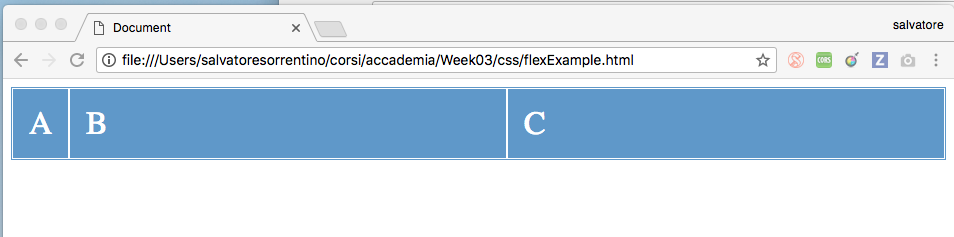 Document
salvatore
file:///Users/salvatoresorrentino/corsi/accademia/Week03/css/flexExample.html
CORS
Z
A B C